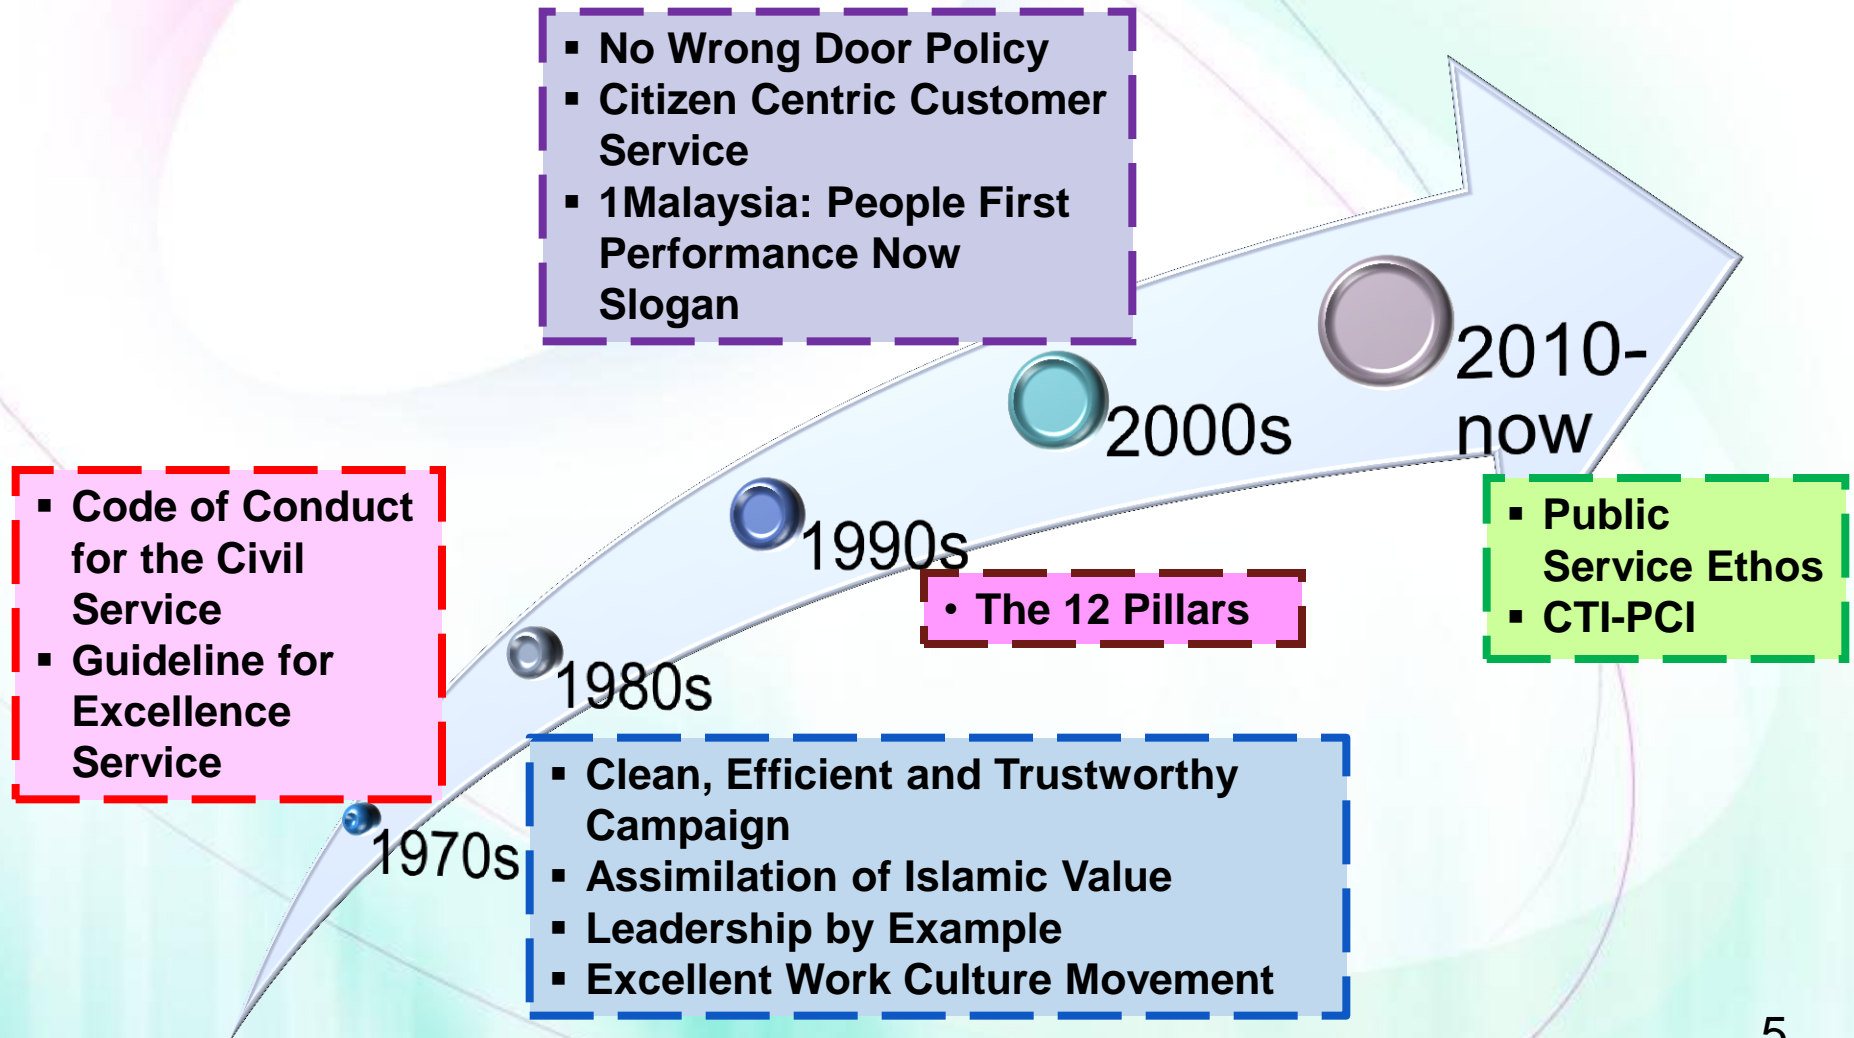 ▪ No Wrong Door Policy
▪ Citizen Centric Customer
Service
▪ 1Malaysia: People First
Performance Now
Slogan
2010-
now
2000s
1990s
1980s
1970s
▪ Code of Conduct
for the Civil
Service
▪ Guideline for
Excellence
Service
• The 12 Pillars
▪ Public
Service Ethos
▪ CTI-PCI
▪ Clean, Efficient and Trustworthy
Campaign
▪ Assimilation of Islamic Value
▪ Leadership by Example
▪ Excellent Work Culture Movement
5